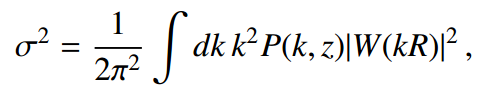 σ² = 1/(2π²) ∫ dk k² P(k, z)|W(kR)|² ,